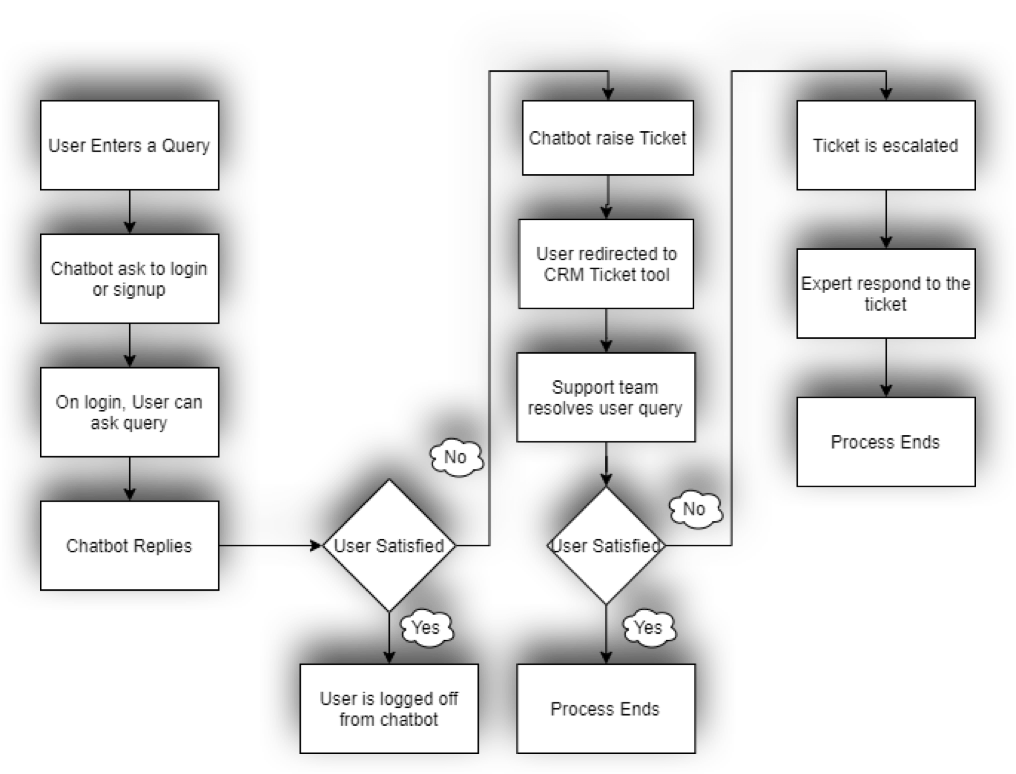 User Enters a Query
Chatbot ask to login
or signup
On login, User can
ask query
Chatbot Replies
User Satisfied
Yes
User is logged off
from chatbot
No
Chatbot raise Ticket
User redirected to
CRM Ticket tool
Support team
resolves user query
User Satisfied
Yes
Process Ends
No
Ticket is escalated
Expert respond to the
ticket
Process Ends